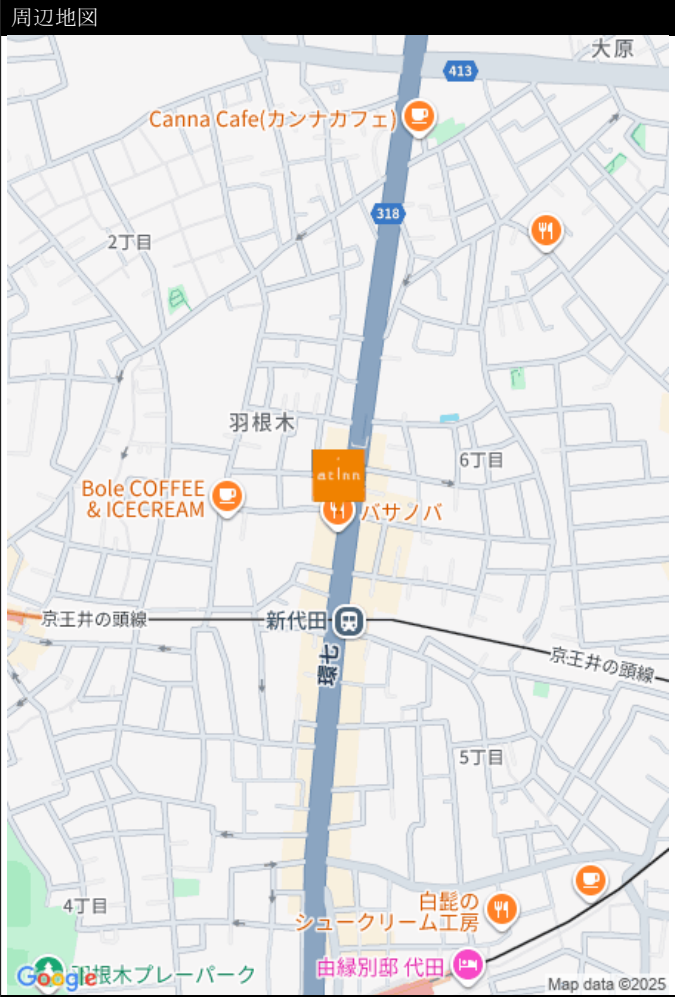 周辺地図
大原
413
Canna Cafe(カンナカフェ)
318
2丁目
羽根木
6丁目
at Inn
Bole COFFEE
& ICECREAM
バサノバ
京王井の頭線
新代田
環七
京王井の頭線
5丁目
4丁目
白髭の
シュークリーム工房
由縁別邸 代田
羽根木プレーパーク
Google
Map data ©2025